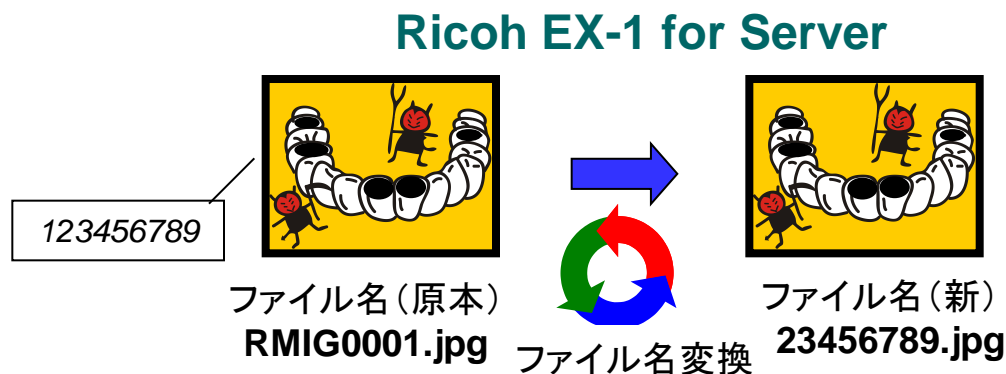 Ricoh EX-1 for Server
123456789
ファイル名（原本）
RMIG0001.jpg
ファイル名変換
ファイル名（新）
23456789.jpg